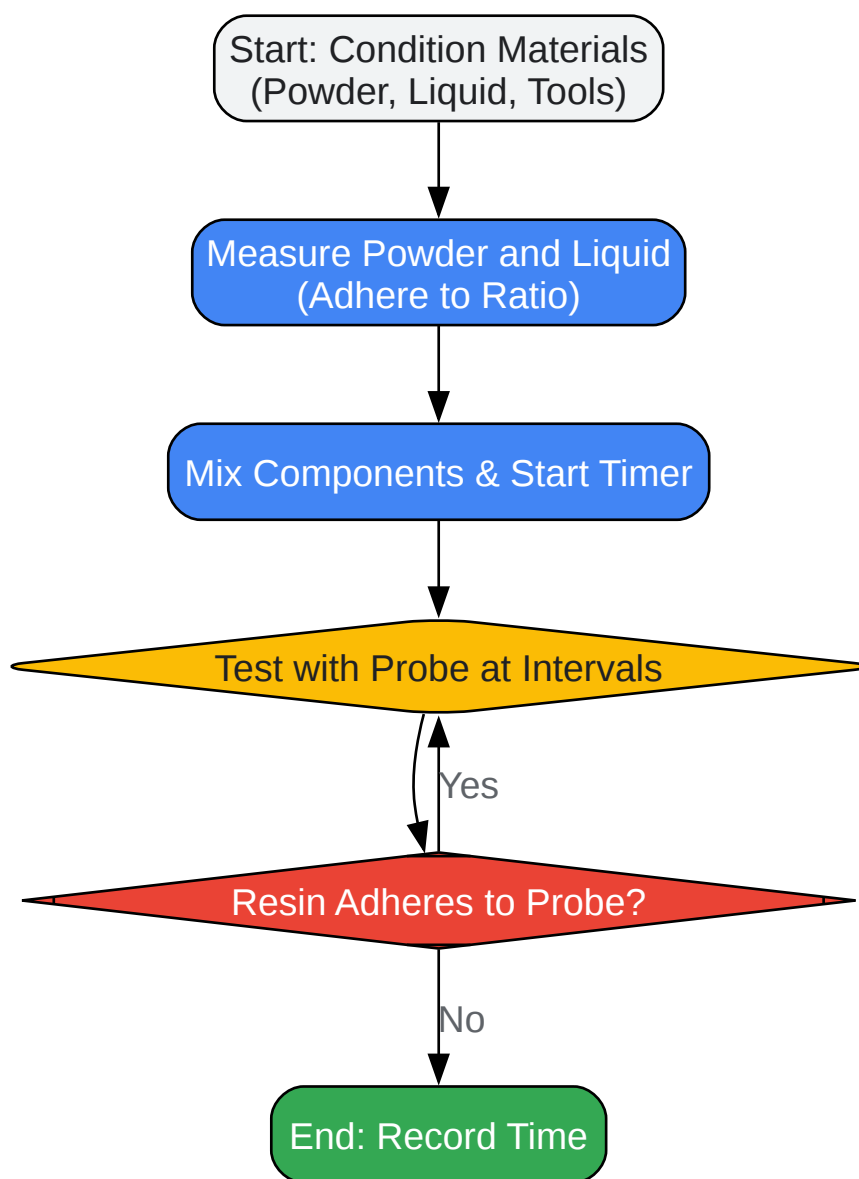 Start: Condition Materials
(Powder, Liquid, Tools)
Measure Powder and Liquid
(Adhere to Ratio)
Mix Components & Start Timer
Test with Probe at Intervals
Yes
Resin Adheres to Probe?
No
End: Record Time